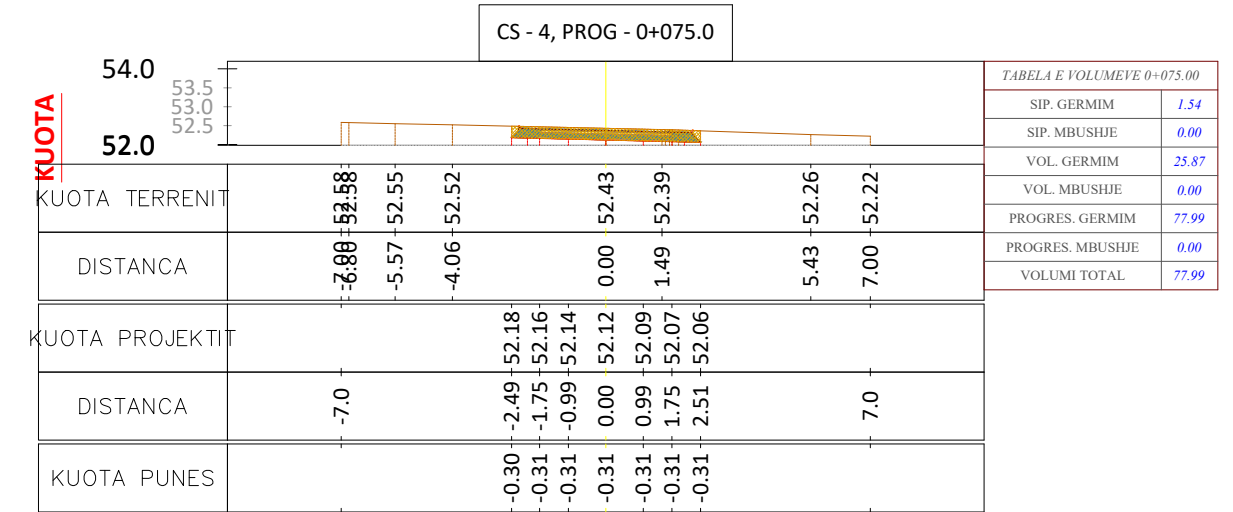 CS - 4, PROG - 0+075.0
KUOTA
54.0
53.5
53.0
52.5
52.0
KUOTA TERRENIT 52.58 52.58 52.55 52.52 52.43 52.39 52.26 52.22
DISTANCA -7.00 -6.80 -5.57 -4.06 0.00 1.49 5.43 7.00
KUOTA PROJEKTIT 52.18 52.16 52.14 52.12 52.09 52.07 52.06
DISTANCA -7.0 -2.49 -1.75 -0.99 0.00 0.99 1.75 2.51 7.0
KUOTA PUNES -0.30 -0.31 -0.31 -0.31 -0.31 -0.31 -0.31
TABELA E VOLUMEVE 0+075.00
SIP. GERMIM 1.54
SIP. MBUSHJE 0.00
VOL. GERMIM 25.87
VOL. MBUSHJE 0.00
PROGRES. GERMIM 77.99
PROGRES. MBUSHJE 0.00
VOLUMI TOTAL 77.99